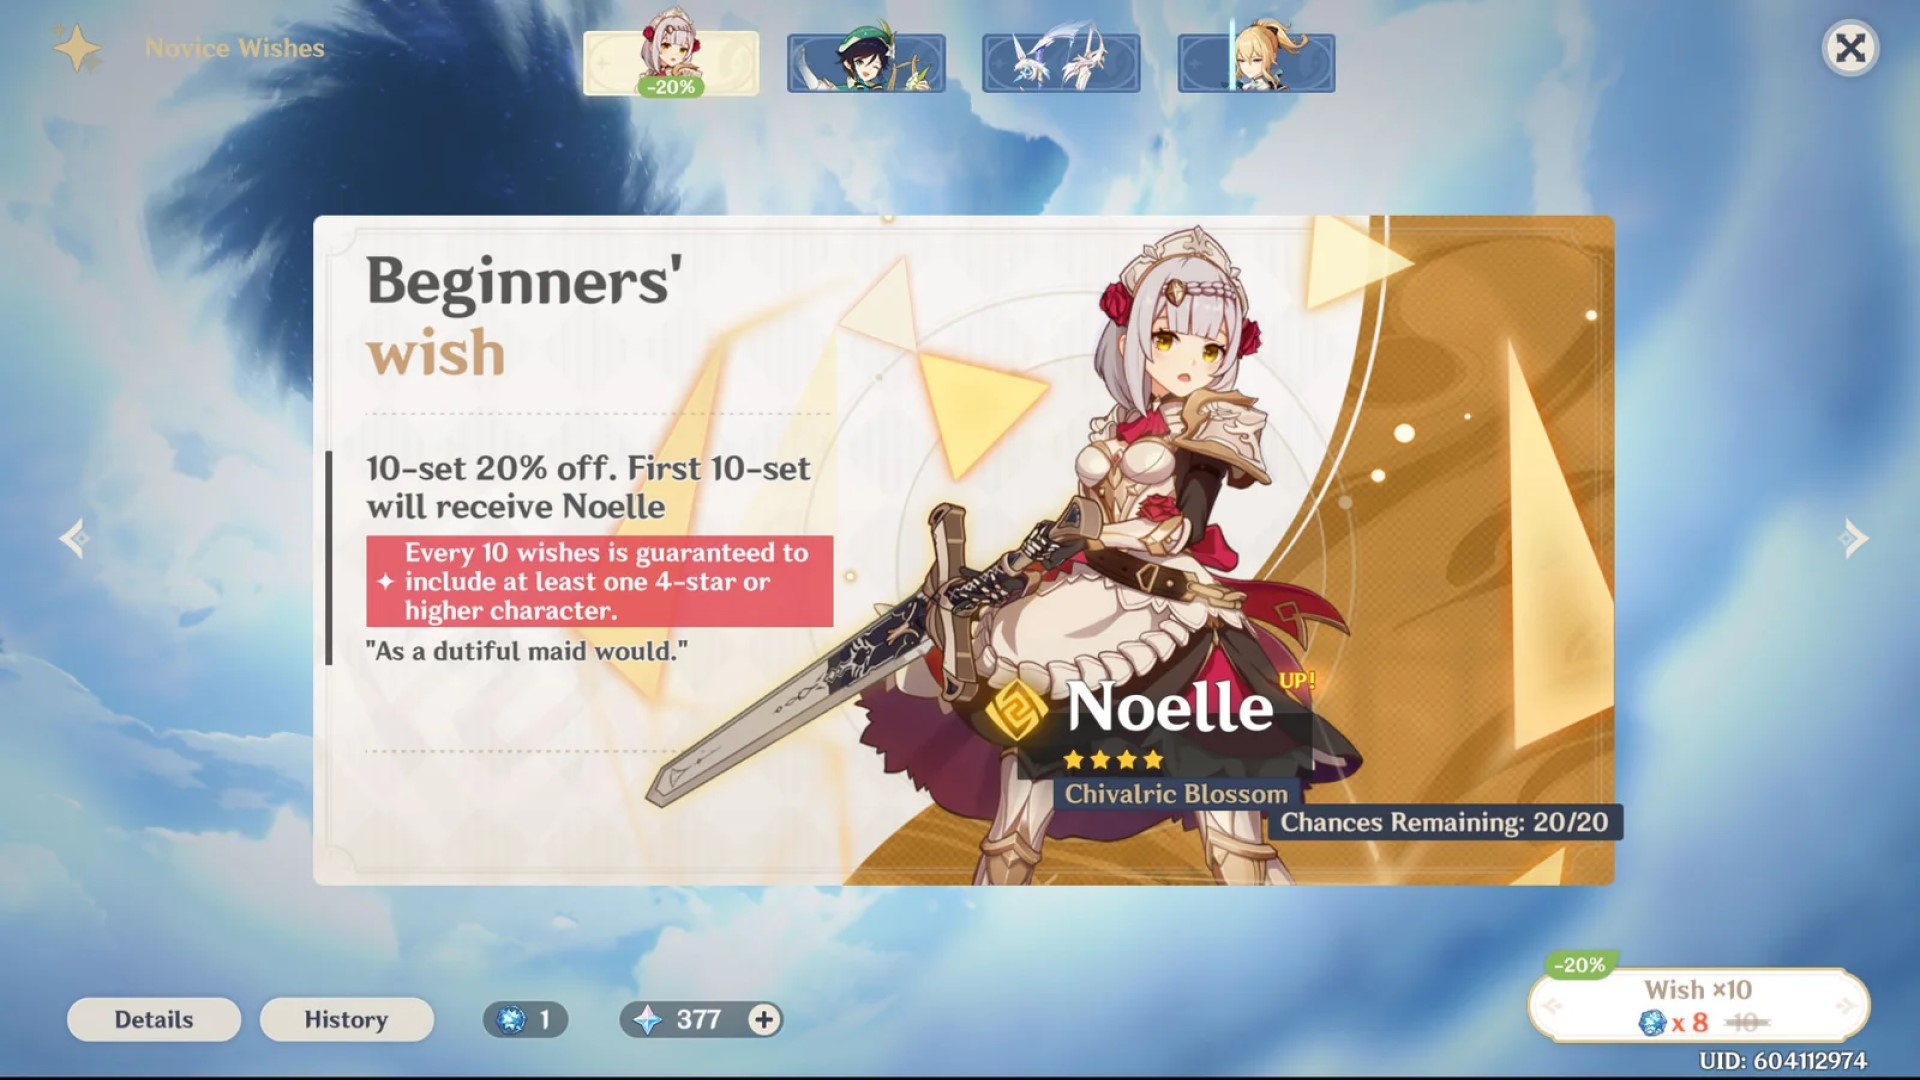 Novice Wishes
-20%
Beginners'
wish
10-set 20% off. First 10-set
will receive Noelle
Every 10 wishes is guaranteed to
include at least one 4-star or
higher character.
"As a dutiful maid would."
UP!
Noelle
Chivalric Blossom
Chances Remaining: 20/20
Details
History
1
377
-20%
Wish ×10
x 8 10
UID: 604112974